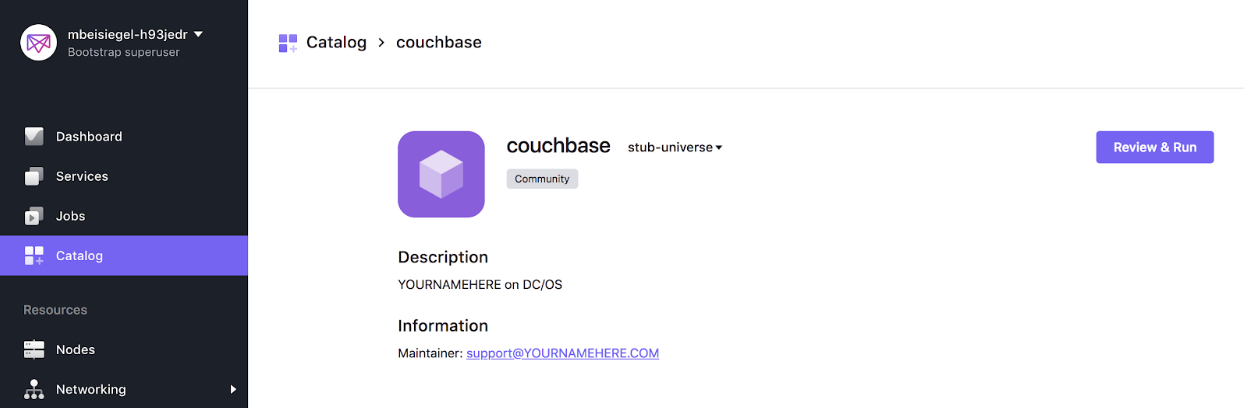 mbeisiegel-h93jedr
Bootstrap superuser
Dashboard
Services
Jobs
Catalog
Resources
Nodes
Networking
Catalog > couchbase
couchbase stub-universe
Community
Review & Run
Description
YOURNAMEHERE on DC/OS
Information
Maintainer: support@YOURNAMEHERE.COM